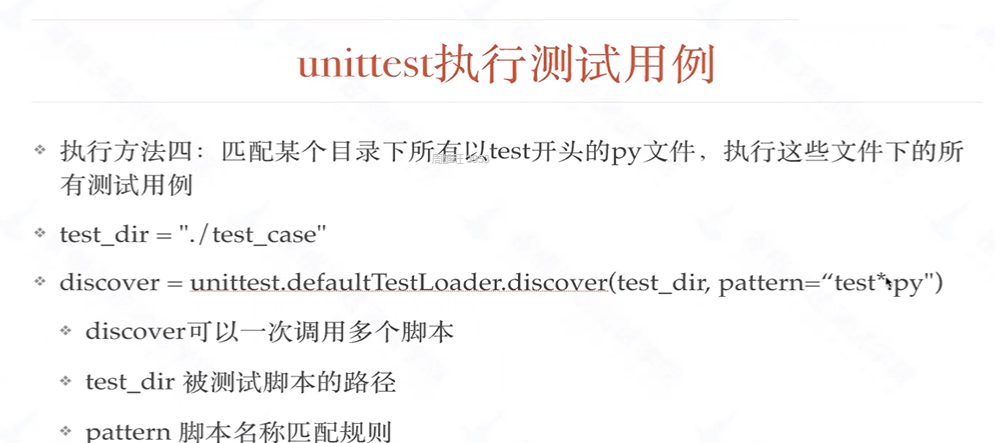 unittest执行测试用例
执行方法四：匹配某个目录下所有以test开头的py文件，执行这些文件下的所
有测试用例
test_dir = "./test_case"
discover = unittest.defaultTestLoader.discover(test_dir, pattern=“test*.py")
discover可以一次调用多个脚本
test_dir 被测试脚本的路径
pattern 脚本名称匹配规则